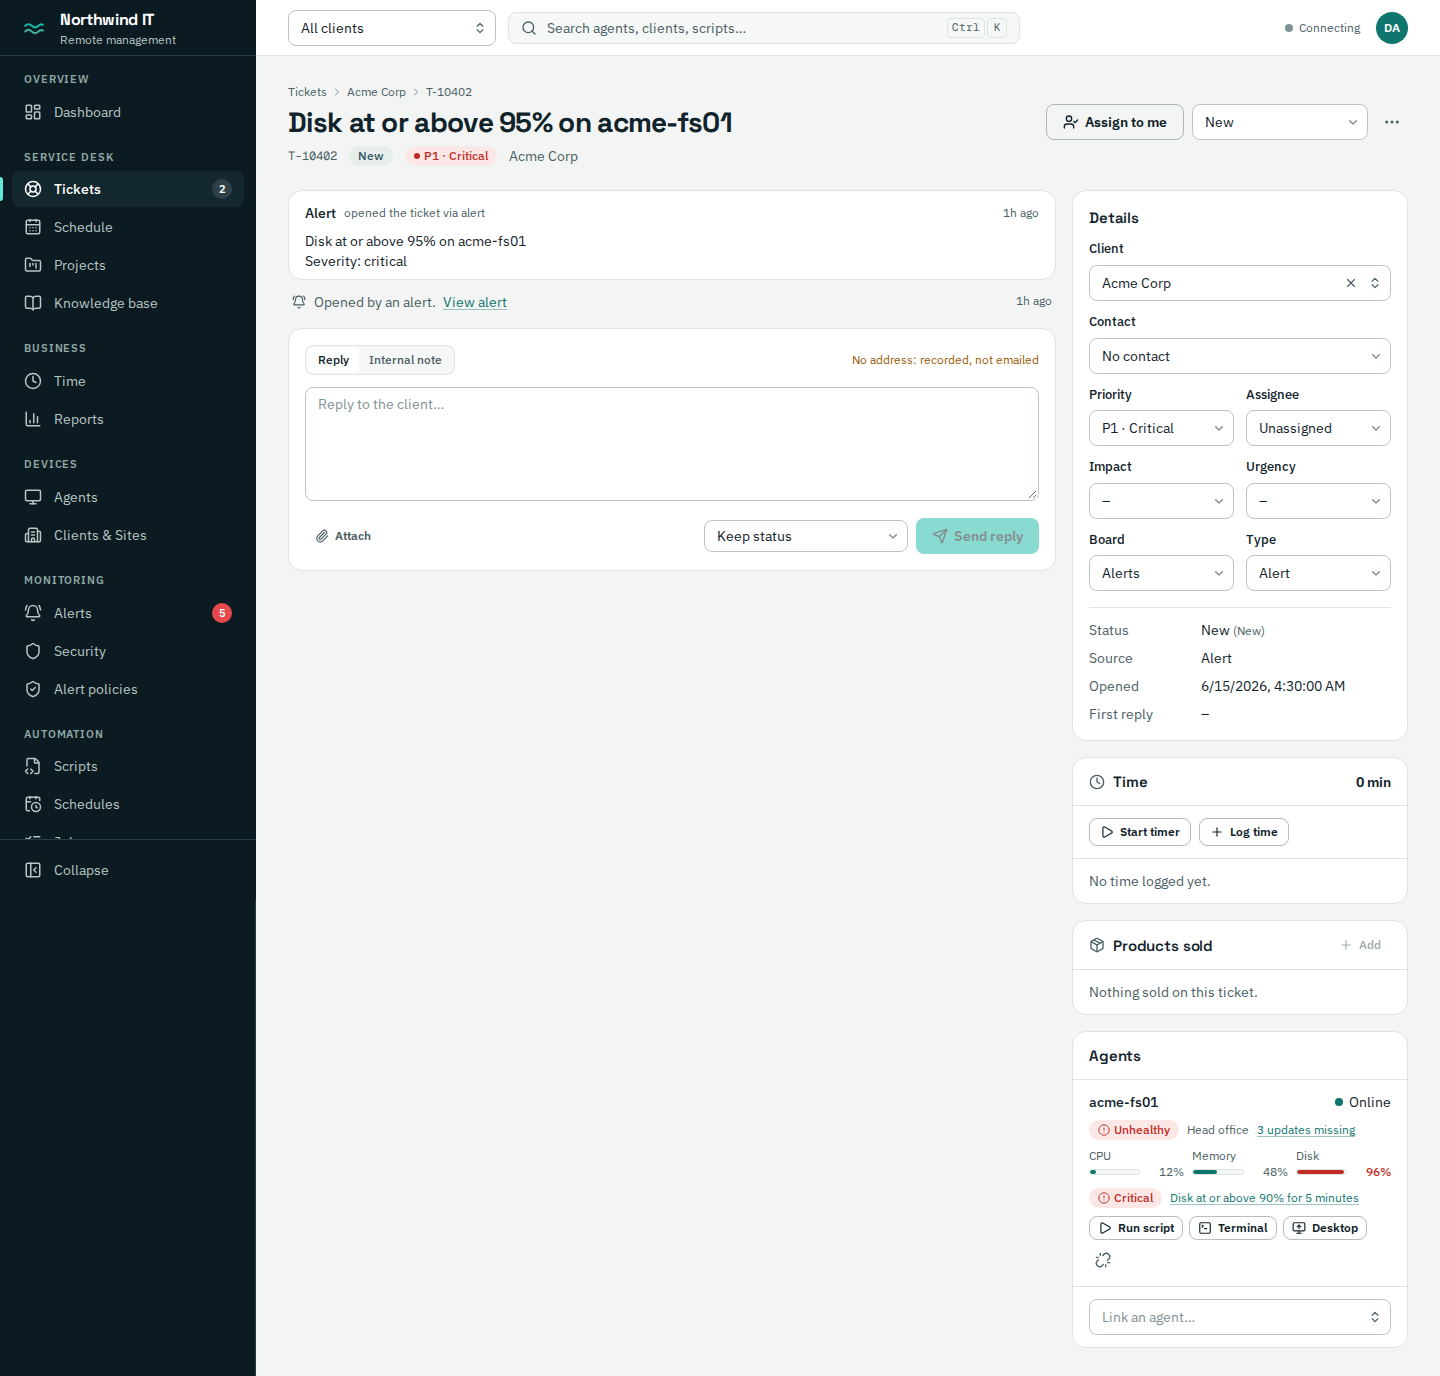 Northwind IT
Remote management
OVERVIEW
Dashboard
SERVICE DESK
Tickets 2
Schedule
Projects
Knowledge base
BUSINESS
Time
Reports
DEVICES
Agents
Clients & Sites
MONITORING
Alerts 5
Security
Alert policies
AUTOMATION
Scripts
Schedules
Collapse
All clients
Search agents, clients, scripts... Ctrl K
Connecting DA
Tickets > Acme Corp > T-10402
Disk at or above 95% on acme-fs01
T-10402 New P1 · Critical Acme Corp
Assign to me New
Alert opened the ticket via alert 1h ago
Disk at or above 95% on acme-fs01
Severity: critical
Opened by an alert. View alert 1h ago
Reply Internal note No address: recorded, not emailed
Reply to the client...
Attach Keep status Send reply
Details
Client
Acme Corp
Contact
No contact
Priority Assignee
P1 · Critical Unassigned
Impact Urgency
– –
Board Type
Alerts Alert
Status New (New)
Source Alert
Opened 6/15/2026, 4:30:00 AM
First reply –
Time 0 min
Start timer Log time
No time logged yet.
Products sold Add
Nothing sold on this ticket.
Agents
acme-fs01 Online
Unhealthy Head office 3 updates missing
CPU Memory Disk
12% 48% 96%
Critical Disk at or above 90% for 5 minutes
Run script Terminal Desktop
Link an agent...